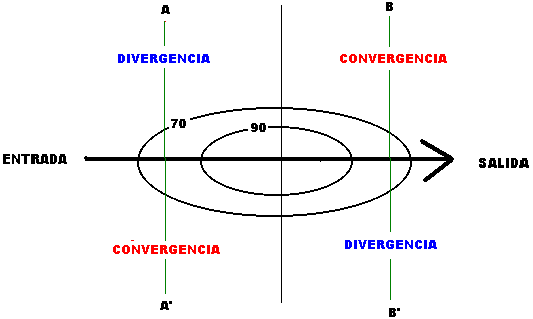 A
B
DIVERGENCIA
CONVERGENCIA
70
90
ENTRADA
SALIDA
CONVERGENCIA
DIVERGENCIA
A'
B'